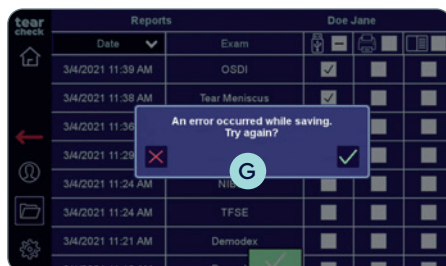 tear
check
Reports
Doe Jane
Date
Exam
3/4/2021 11:39 AM
OSDI
3/4/2021 11:38 AM
Tear Meniscus
3/4/2021 11:36
An error occurred while saving.
Try again?
3/4/2021 11:29
G
3/4/2021 11:24 AM
NIB
3/4/2021 11:24 AM
TFSE
3/4/2021 11:21 AM
Demodex